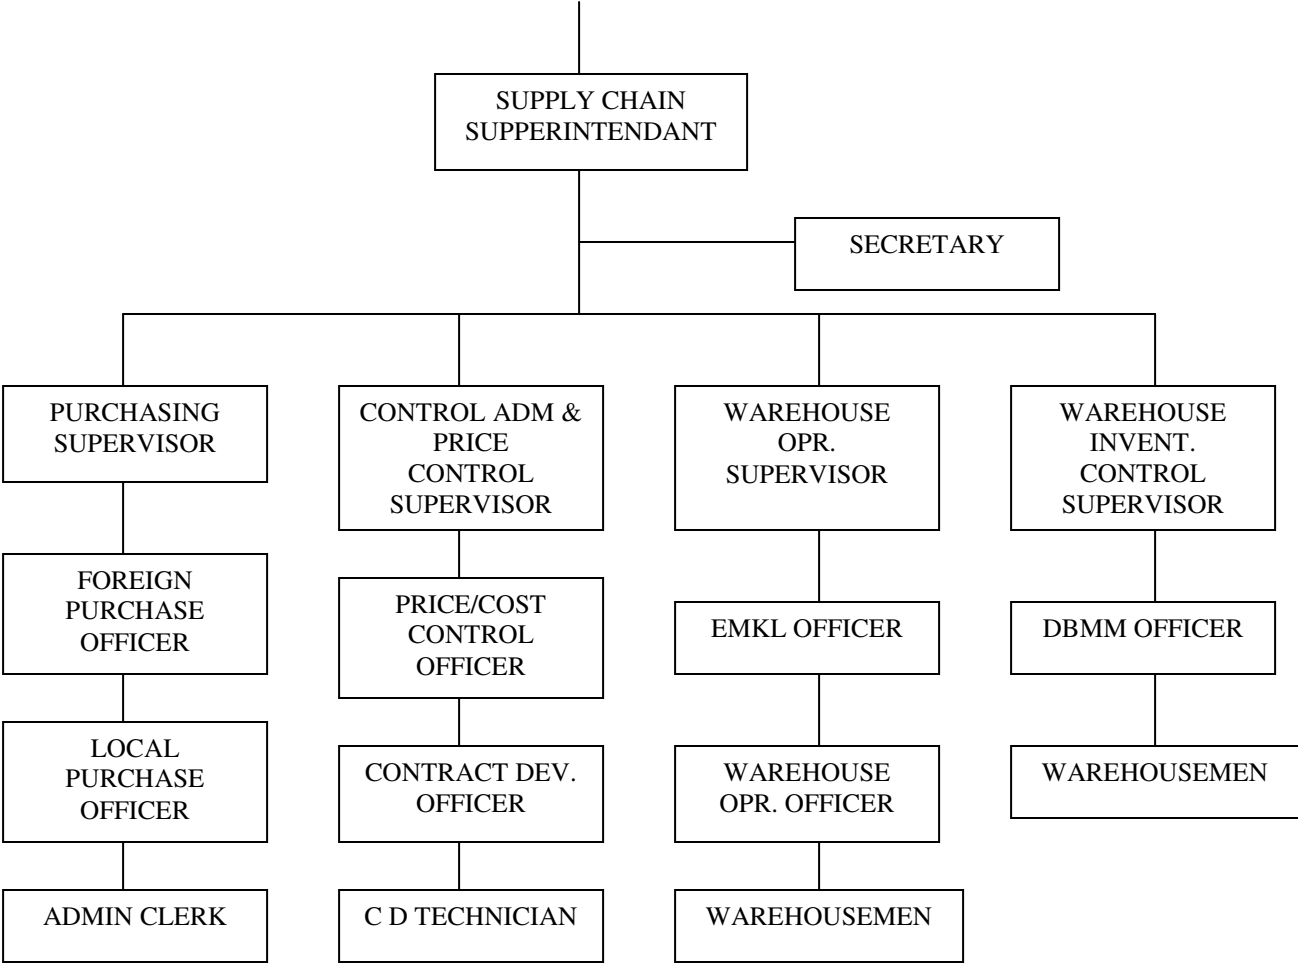 SUPPLY CHAIN
SUPPERINTENDANT
SECRETARY
PURCHASING
SUPERVISOR
CONTROL ADM &
PRICE
CONTROL
SUPERVISOR
WAREHOUSE
OPR.
SUPERVISOR
WAREHOUSE
INVENT.
CONTROL
SUPERVISOR
FOREIGN
PURCHASE
OFFICER
PRICE/COST
CONTROL
OFFICER
EMKL OFFICER
DBMM OFFICER
LOCAL
PURCHASE
OFFICER
CONTRACT DEV.
OFFICER
WAREHOUSE
OPR. OFFICER
WAREHOUSEMEN
ADMIN CLERK
C D TECHNICIAN
WAREHOUSEMEN